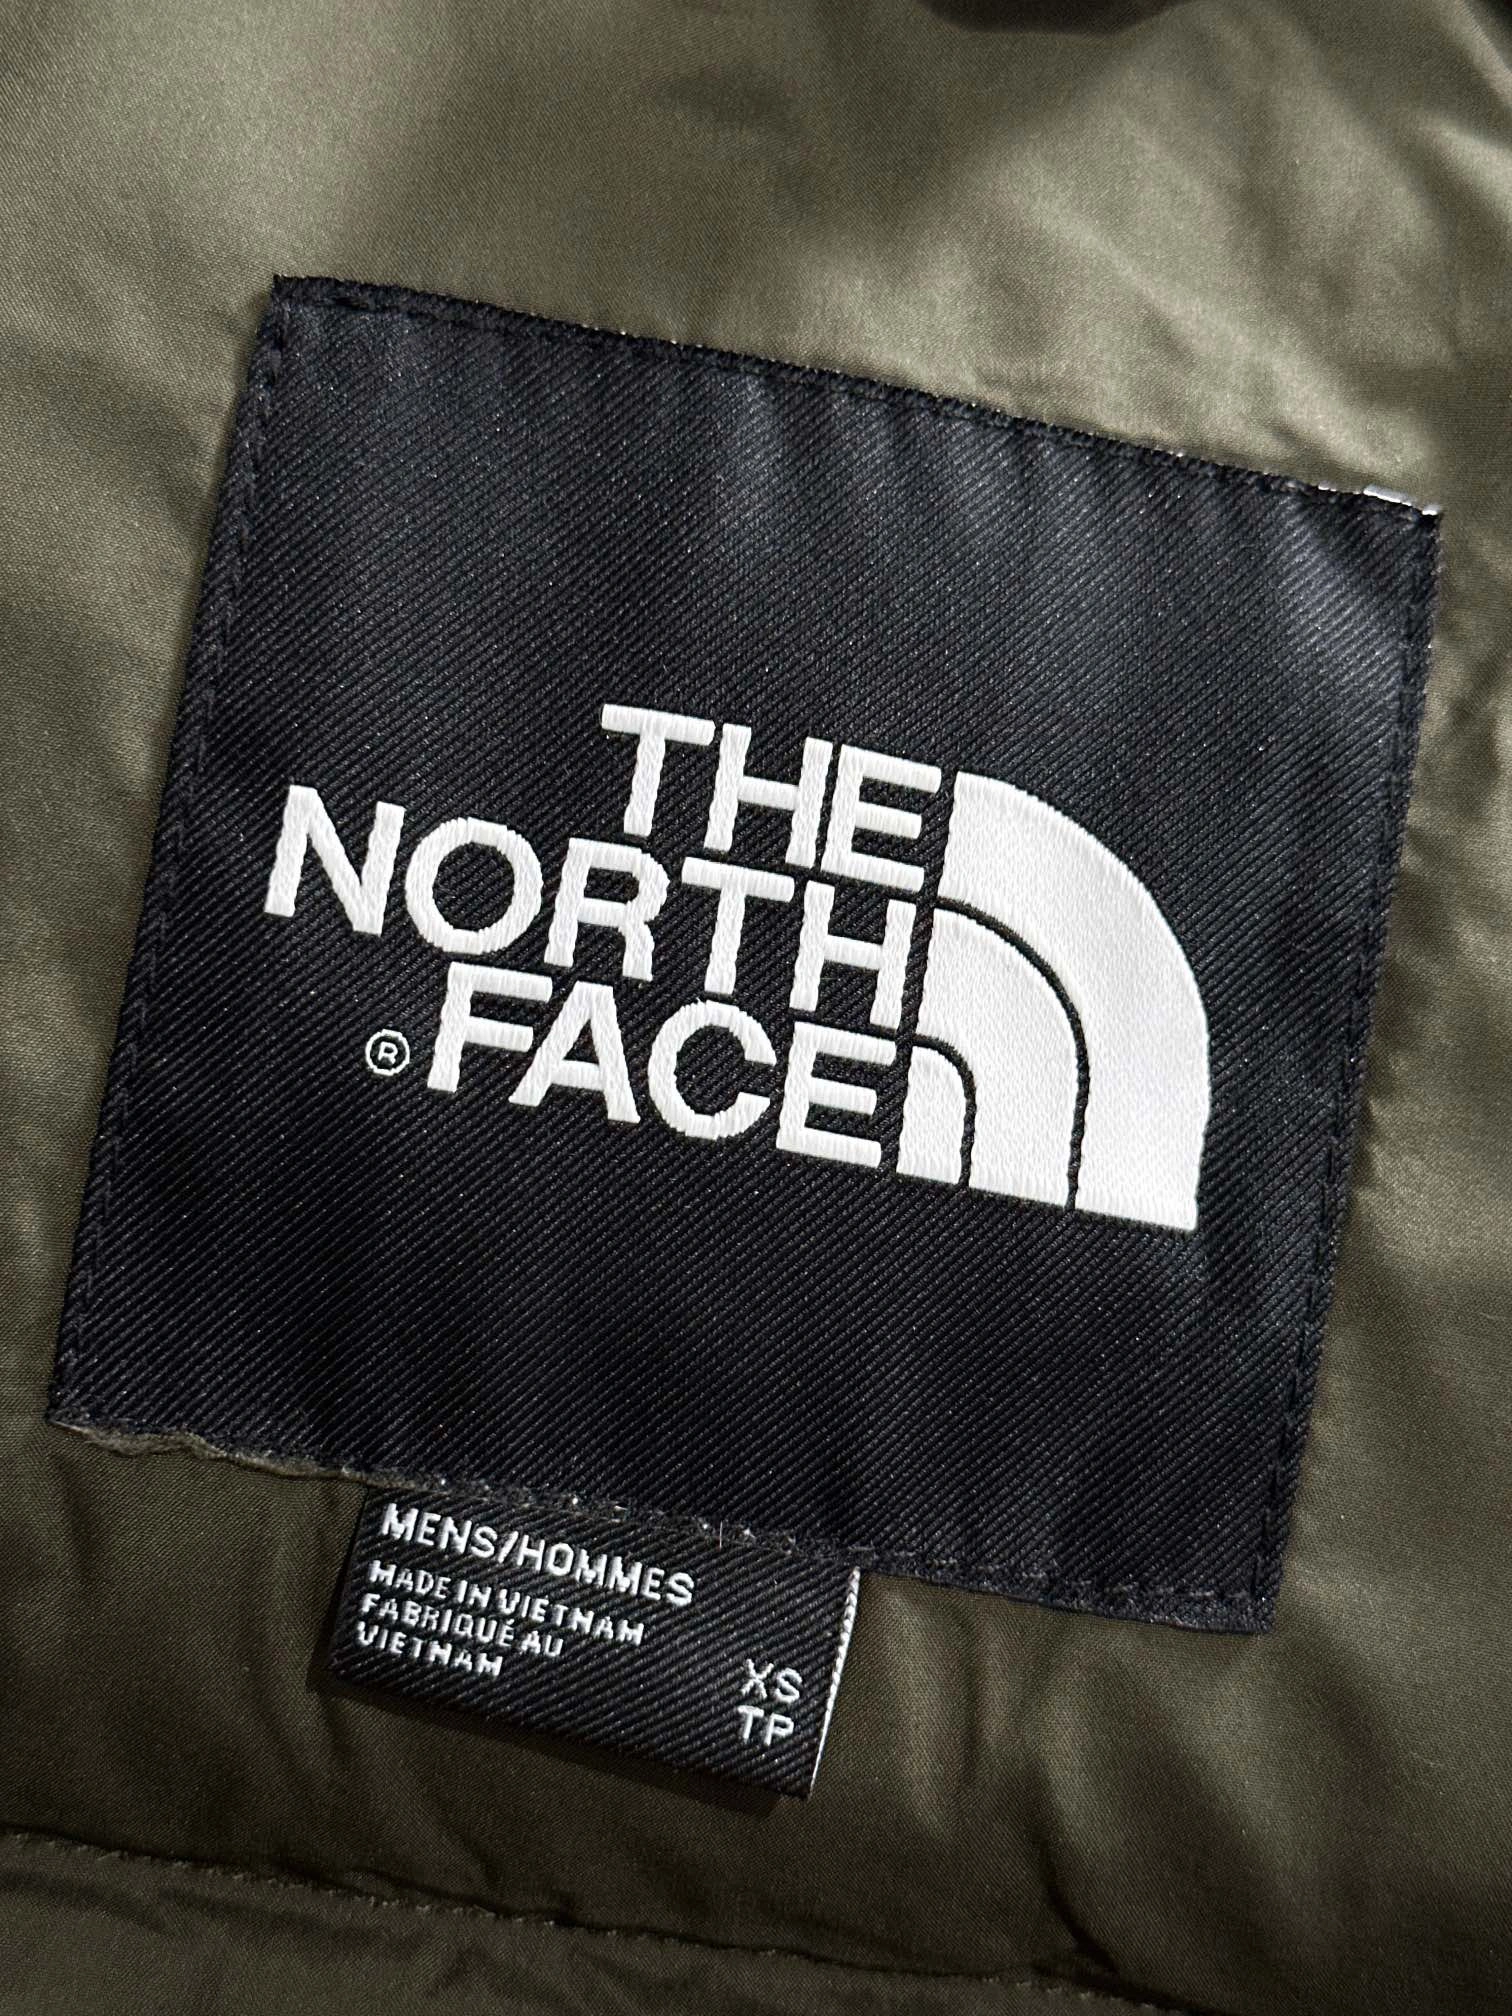 THE
NORTH
® FACE
MENS/HOMMES
MADE IN VIETNAM
FABRIQUÉ AU
VIETNAM
XS
TP